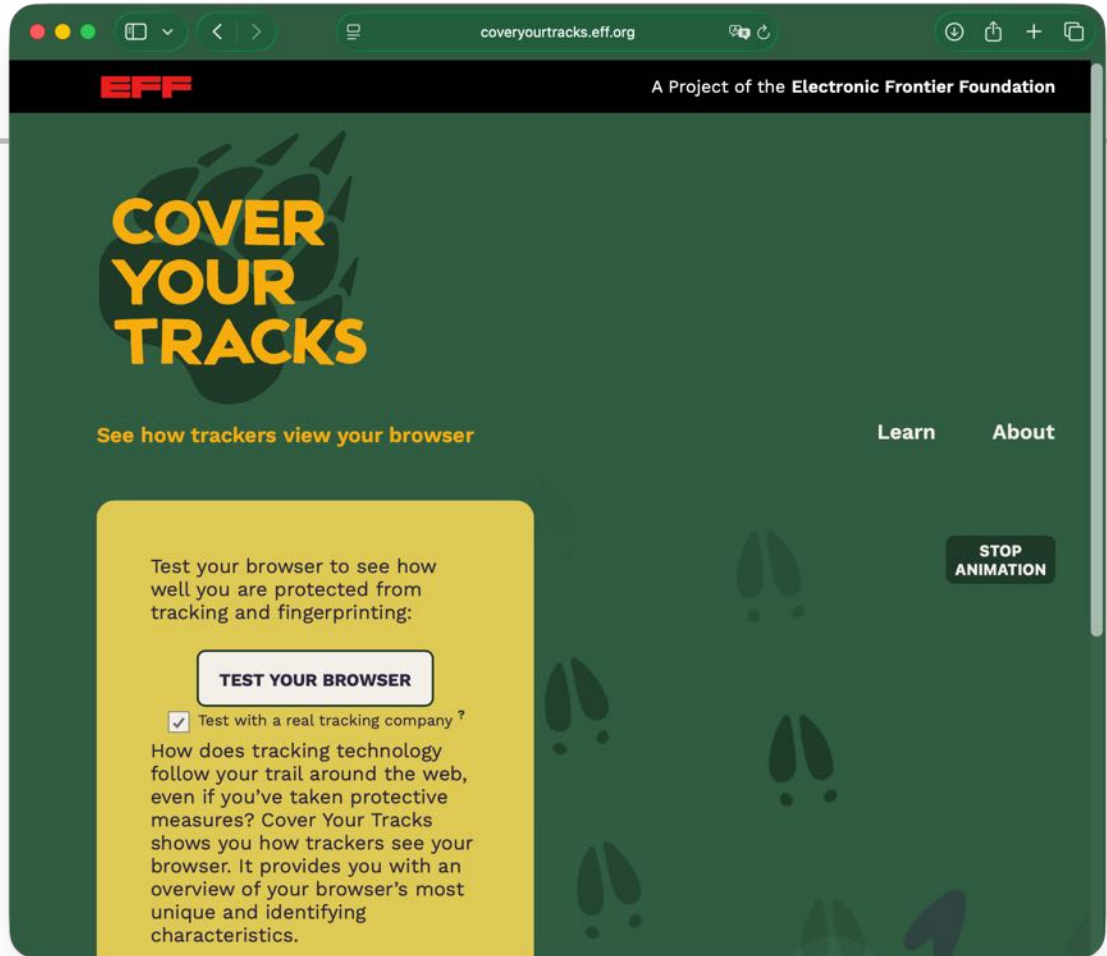 coveryourtracks.eff.org
EFF
A Project of the Electronic Frontier Foundation
COVER
YOUR
TRACKS
See how trackers view your browser
Learn
About
STOP
ANIMATION
Test your browser to see how
well you are protected from
tracking and fingerprinting:
TEST YOUR BROWSER
Test with a real tracking company ?
How does tracking technology
follow your trail around the web,
even if you’ve taken protective
measures? Cover Your Tracks
shows you how trackers see your
browser. It provides you with an
overview of your browser’s most
unique and identifying
characteristics.